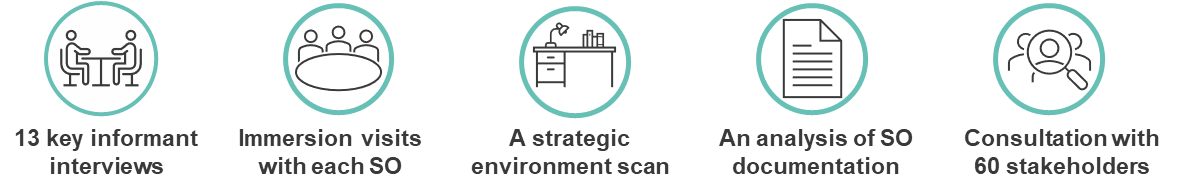 13 key informant
interviews
Immersion visits
with each SO
A strategic
environment scan
An analysis of SO
documentation
Consultation with
60 stakeholders